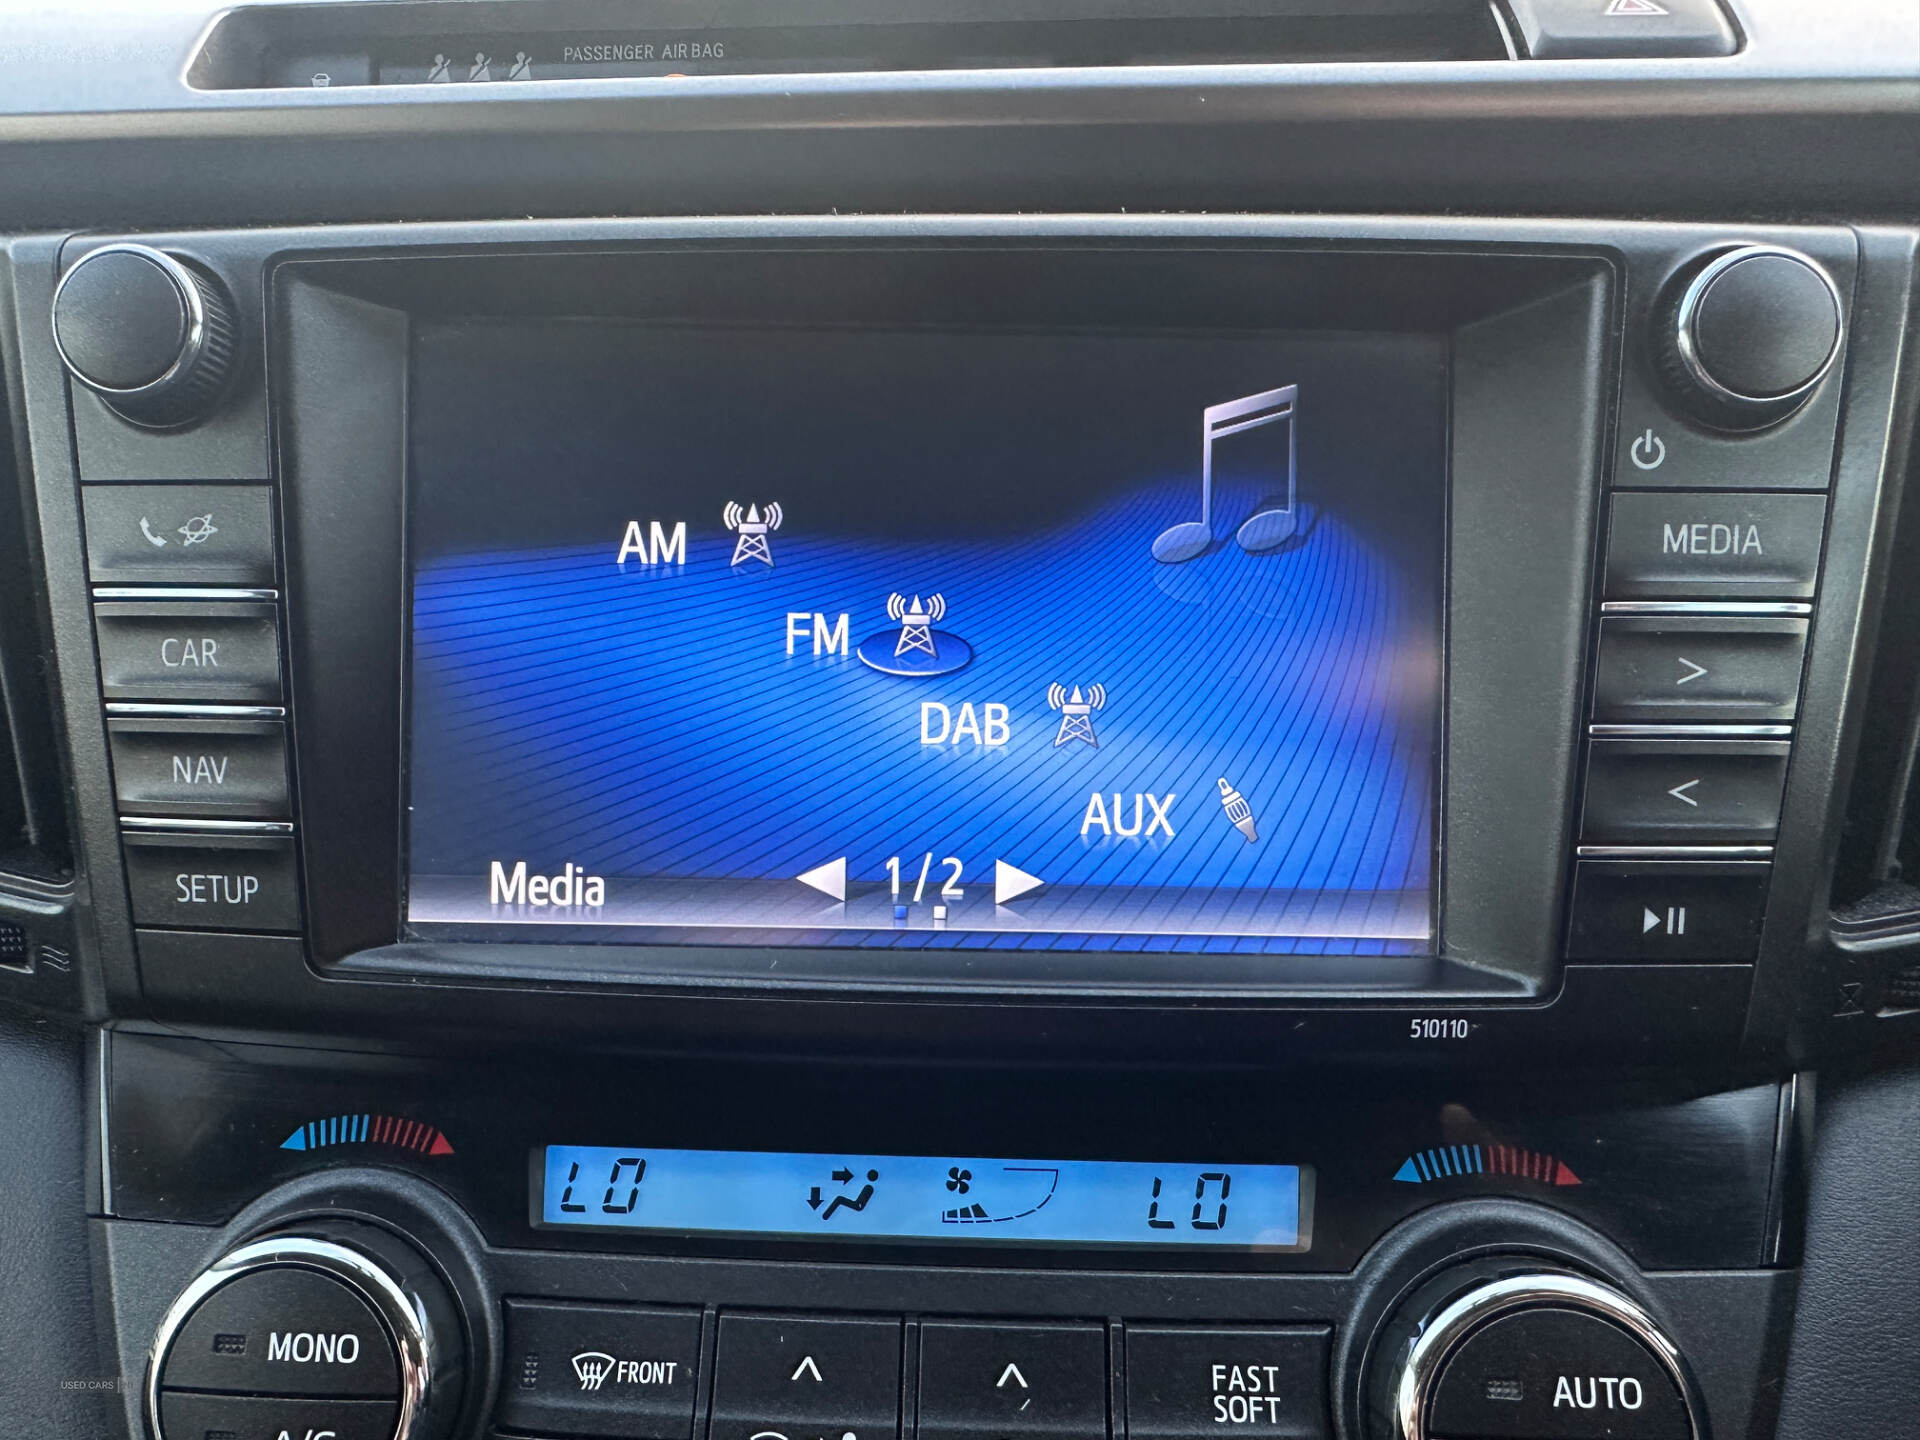 PASSENGER AIR BAG
MEDIA
AM
FM
CAR
DAB
NAV
AUX
Media
1/2
SETUP
510110
LO
LO
MONO
FRONT
FAST
SOFT
AUTO
A/C
USED CARS